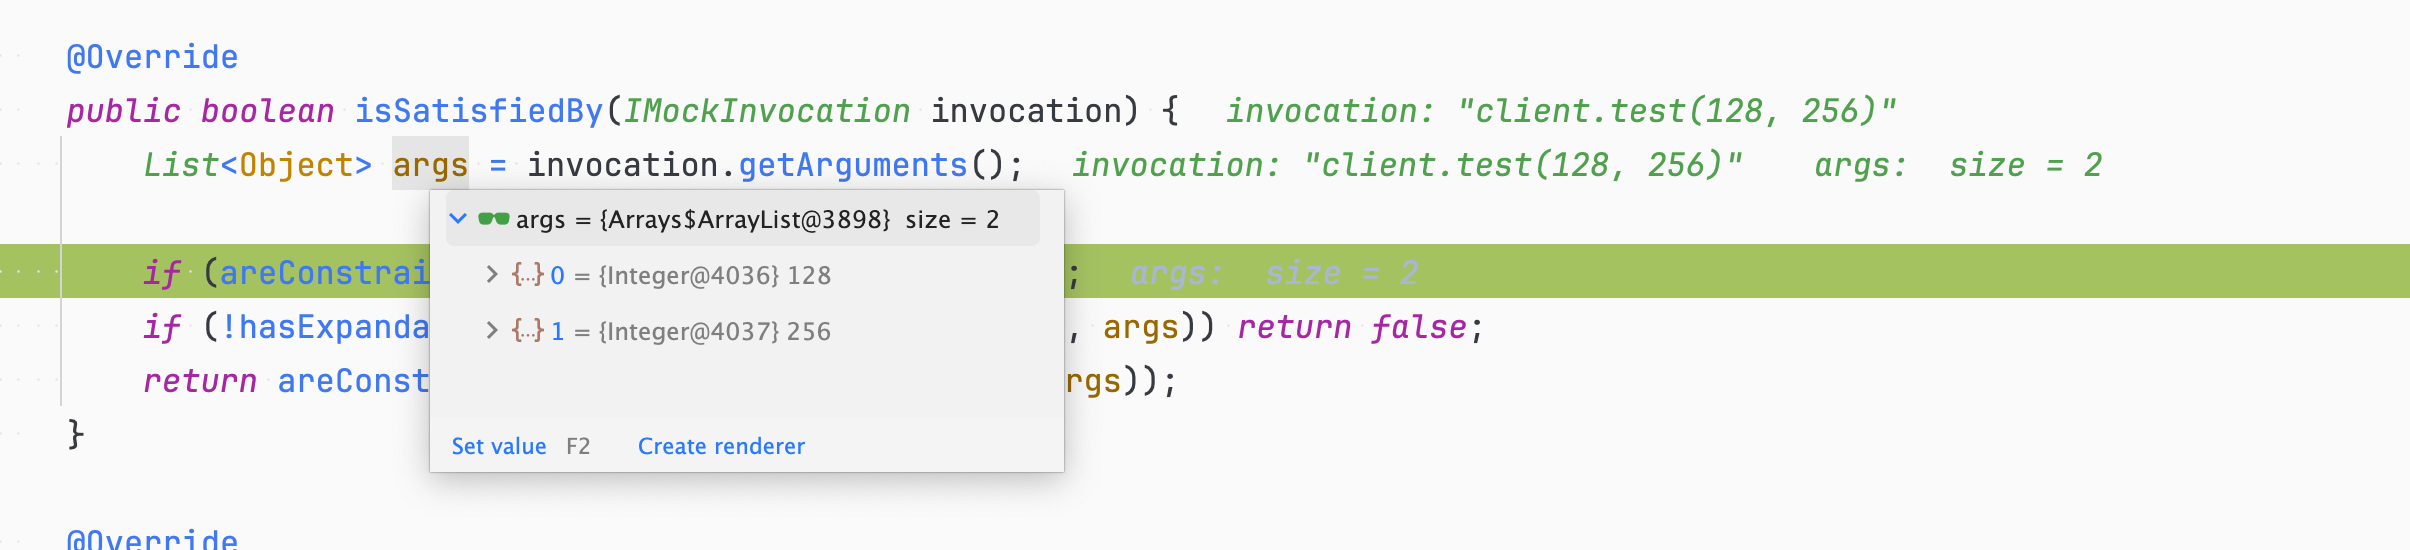 @Override
public boolean isSatisfiedBy(IMockInvocation invocation) { invocation: "client.test(128, 256)"
List<Object> args = invocation.getArguments(); invocation: "client.test(128, 256)" args: size = 2
args = {Arrays$ArrayList@3898} size = 2
if (areConstrai ; args: size = 2
{...} 0 = {Integer@4036} 128
if (!hasExpanda , args)) return false;
{...} 1 = {Integer@4037} 256
return areConst rgs));
}
Set value F2 Create renderer
@Override